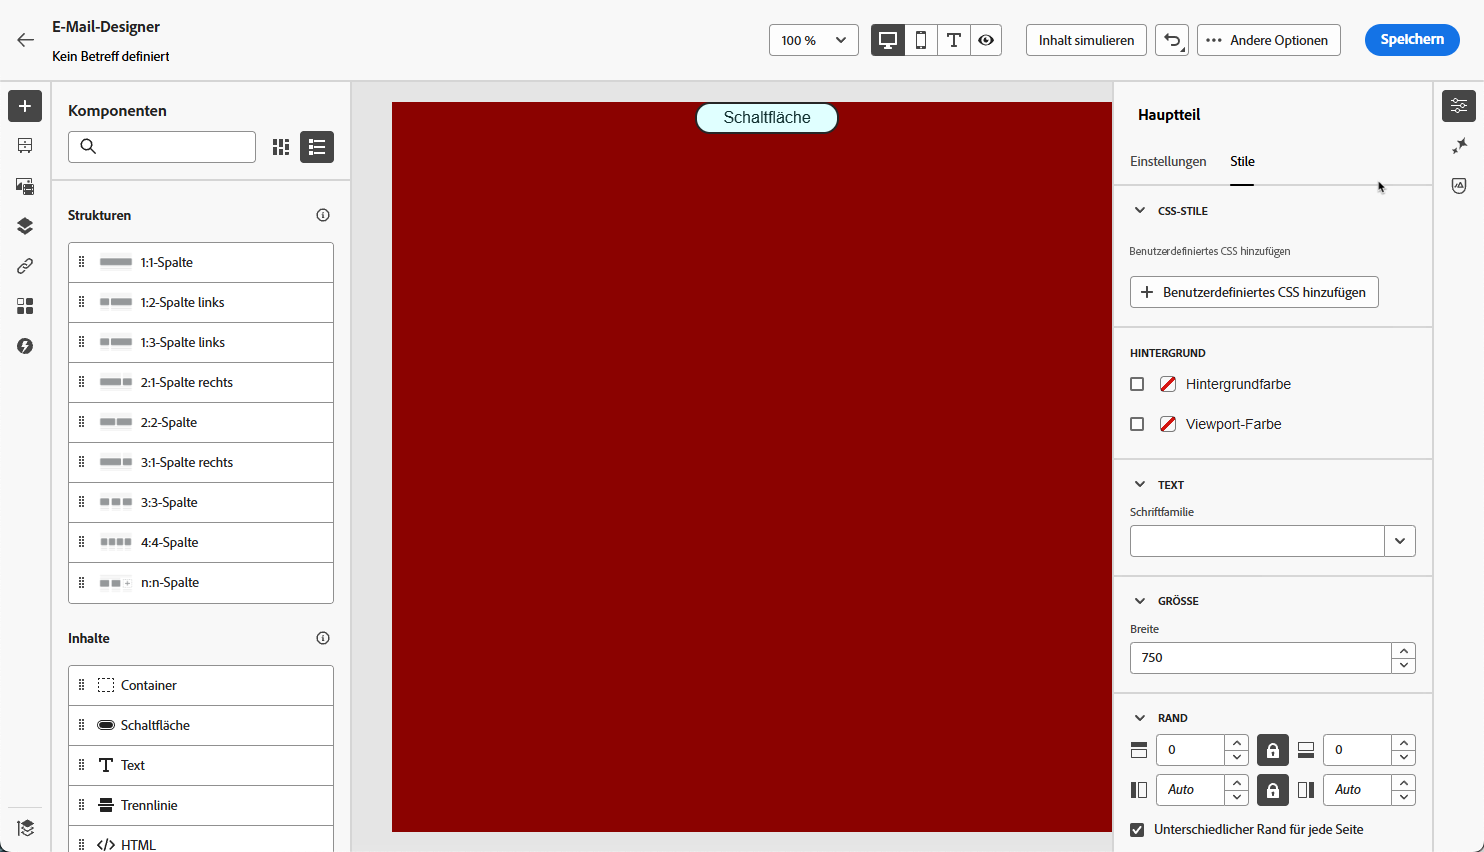 E-Mail-Designer
Kein Betreff definiert
100 %
Inhalt simulieren
Andere Optionen
Speichern
Komponenten
Strukturen
1:1-Spalte
1:2-Spalte links
1:3-Spalte links
2:1-Spalte rechts
2:2-Spalte
3:1-Spalte rechts
3:3-Spalte
4:4-Spalte
n:n-Spalte
Inhalte
Container
Schaltfläche
Text
Trennlinie
HTML
Schaltfläche
Hauptteil
Einstellungen Stile
CSS-STILE
Benutzerdefiniertes CSS hinzufügen
Benutzerdefiniertes CSS hinzufügen
HINTERGRUND
Hintergrundfarbe
Viewport-Farbe
TEXT
Schriftfamilie
GRÖSSE
Breite
750
RAND
0 0
Auto Auto
Unterschiedlicher Rand für jede Seite